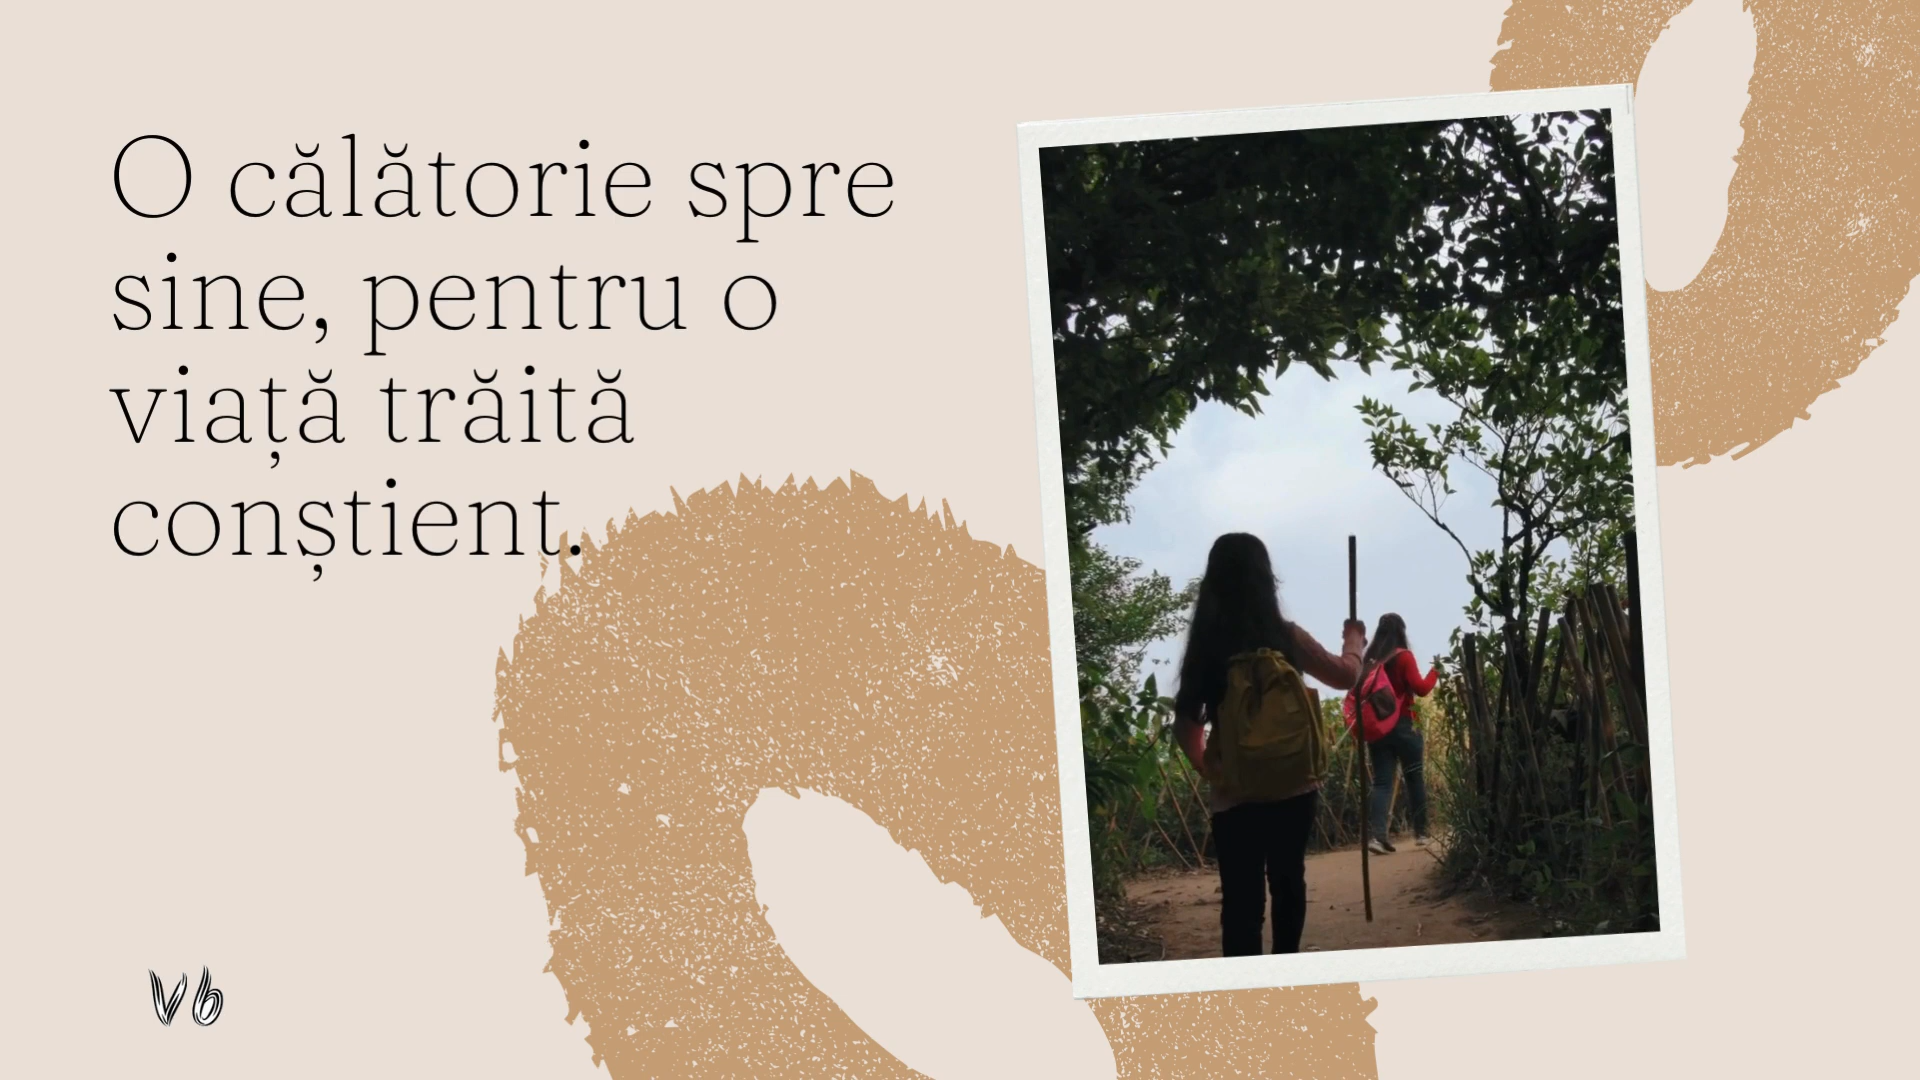 O călătorie spre
sine, pentru o
viață trăită
conștient.
Vb